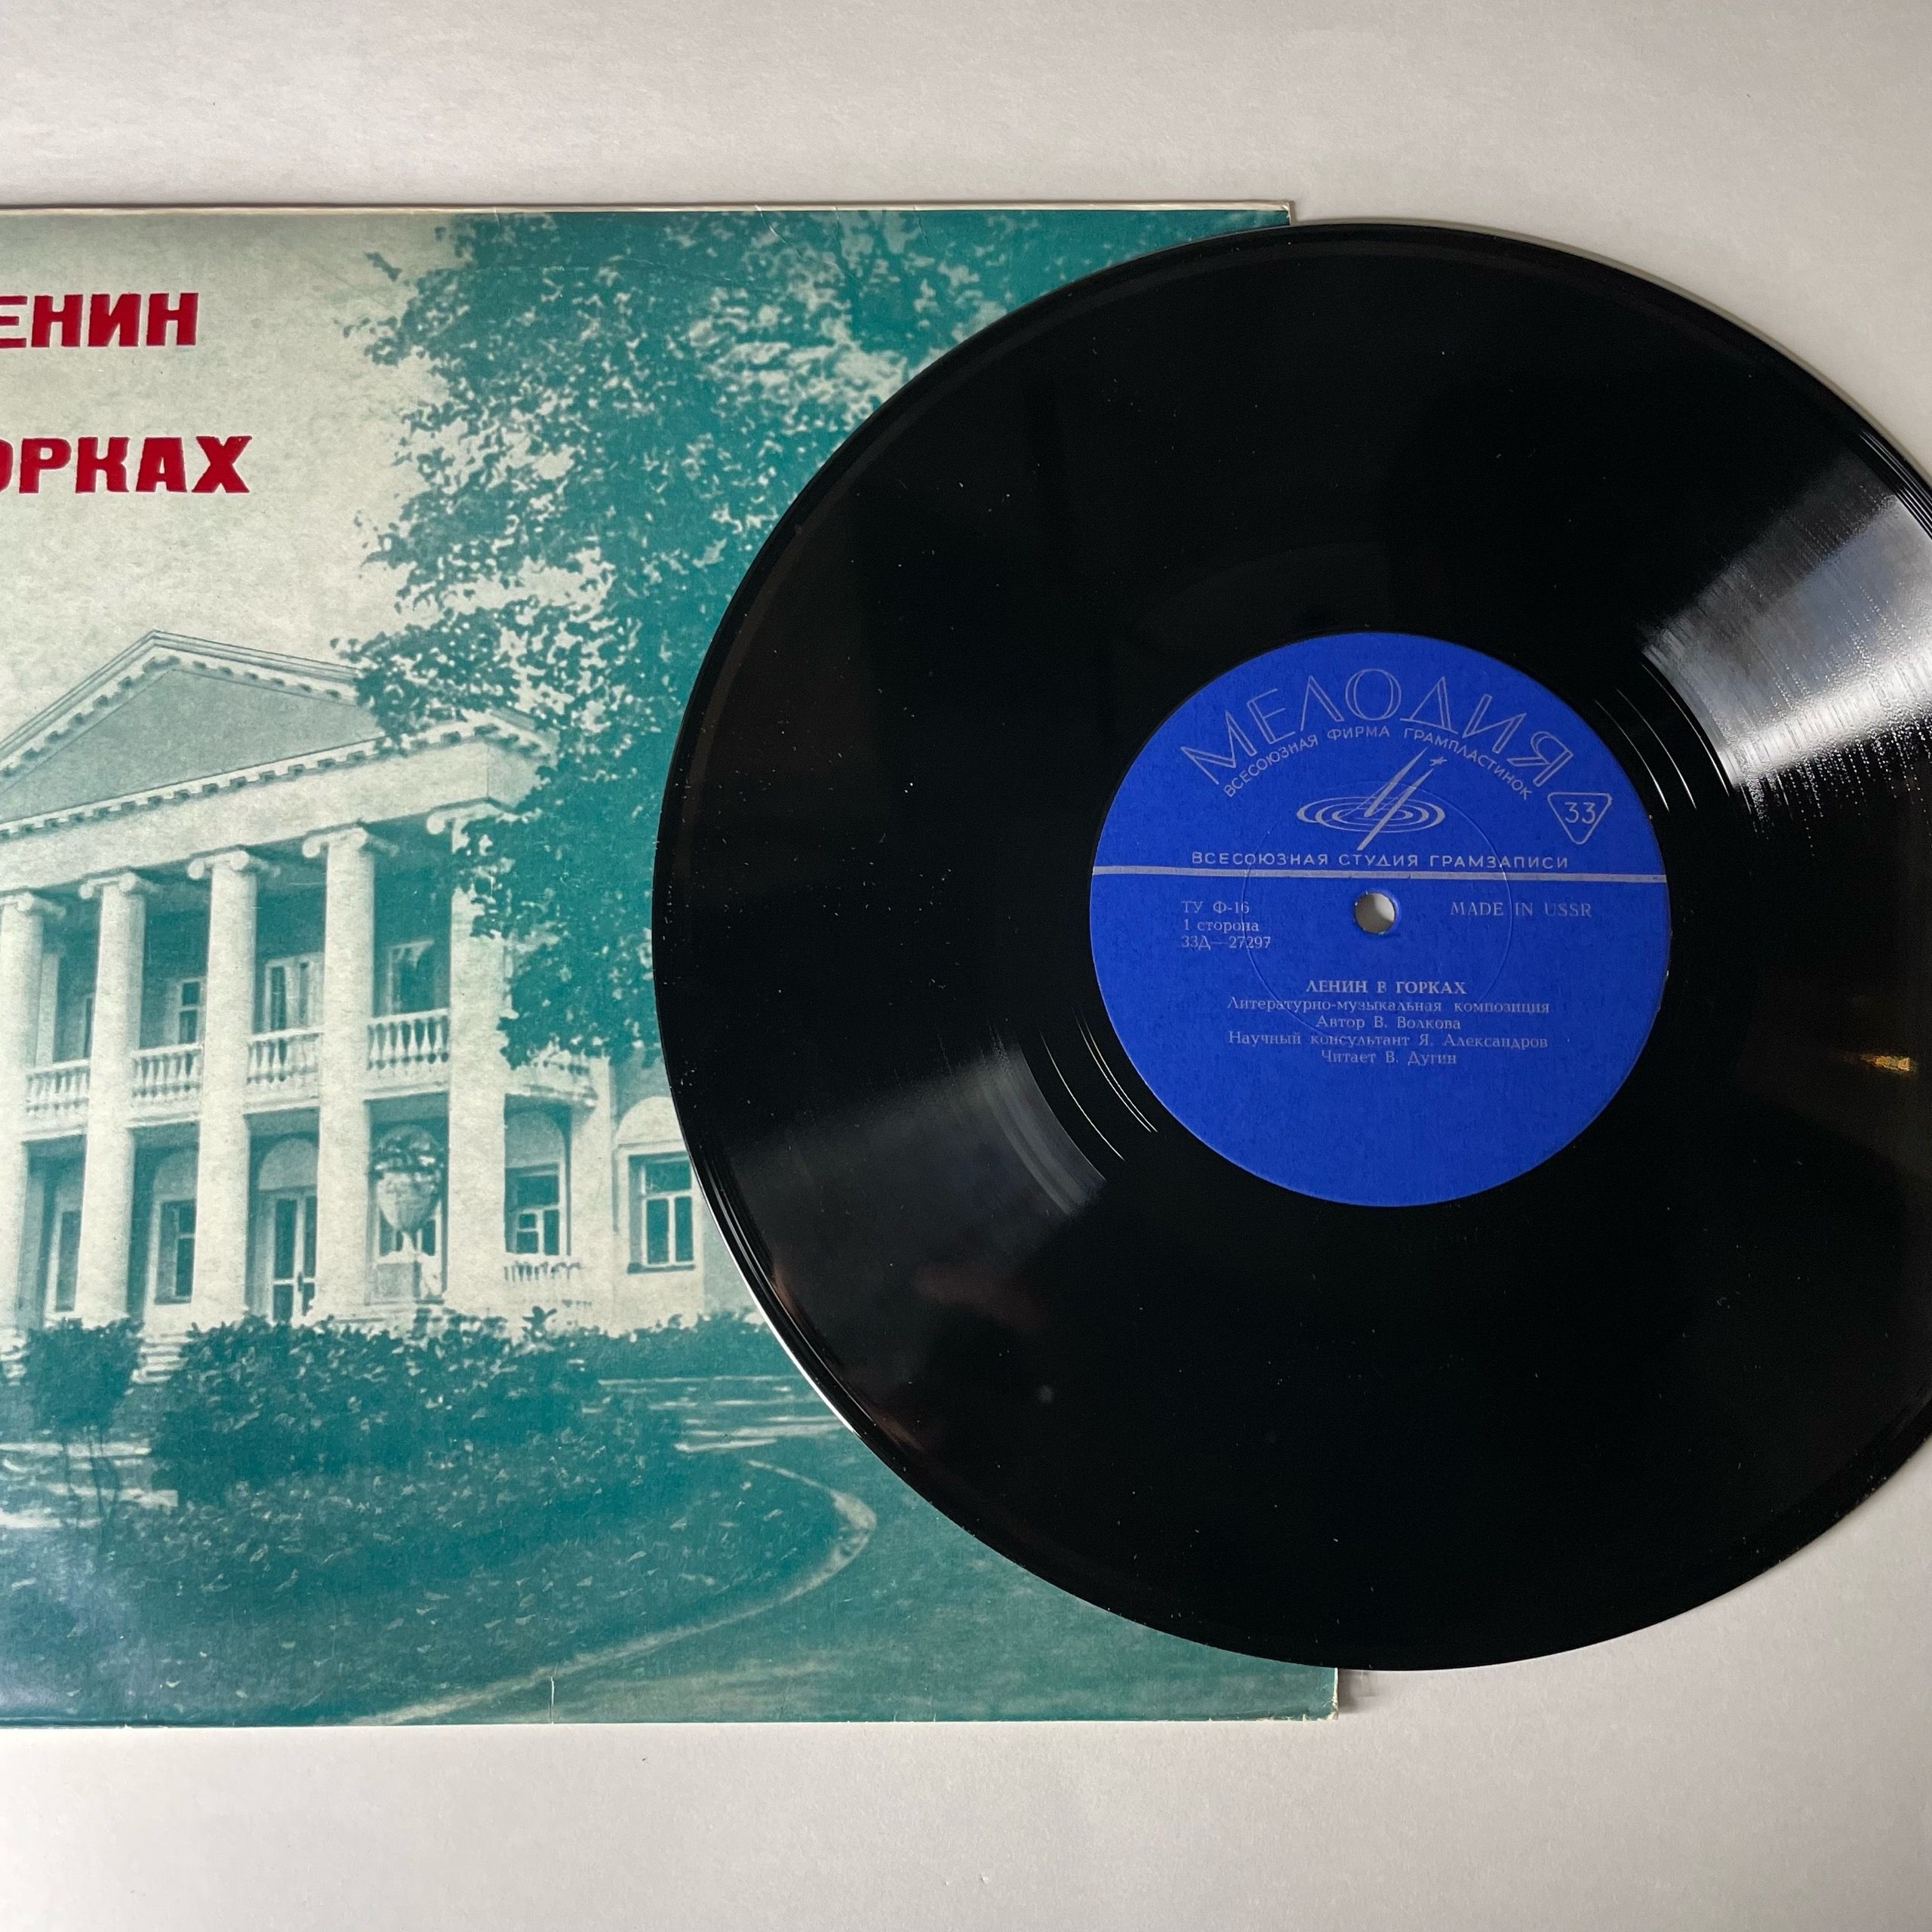 ЕНИН
ОРКАХ
МЕЛОДИЯ
ВСЕСОЮЗНАЯ ФИРМА ГРАМПЛАСТИНОК
33
ВСЕСОЮЗНАЯ СТУДИЯ ГРАМЗАПИСИ
ТУ Ф-16 MADE IN USSR
1 сторона
33Д—27297
ЛЕНИН В ГОРКАХ
Литературно-музыкальная композиция
Автор В. Волкова
Научный консультант Я. Александров
Читает В. Дугин